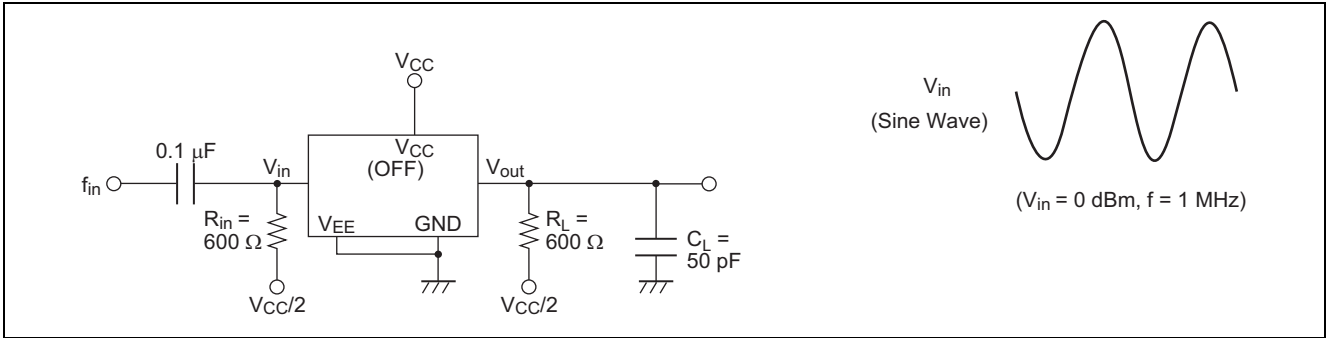 VCC
0.1 μF
fin
Vin
VCC
(OFF)
Vout
Rin =
600 Ω
VEE
GND
RL =
600 Ω
CL =
50 pF
VCC/2
VCC/2
Vin
(Sine Wave)
(Vin = 0 dBm, f = 1 MHz)